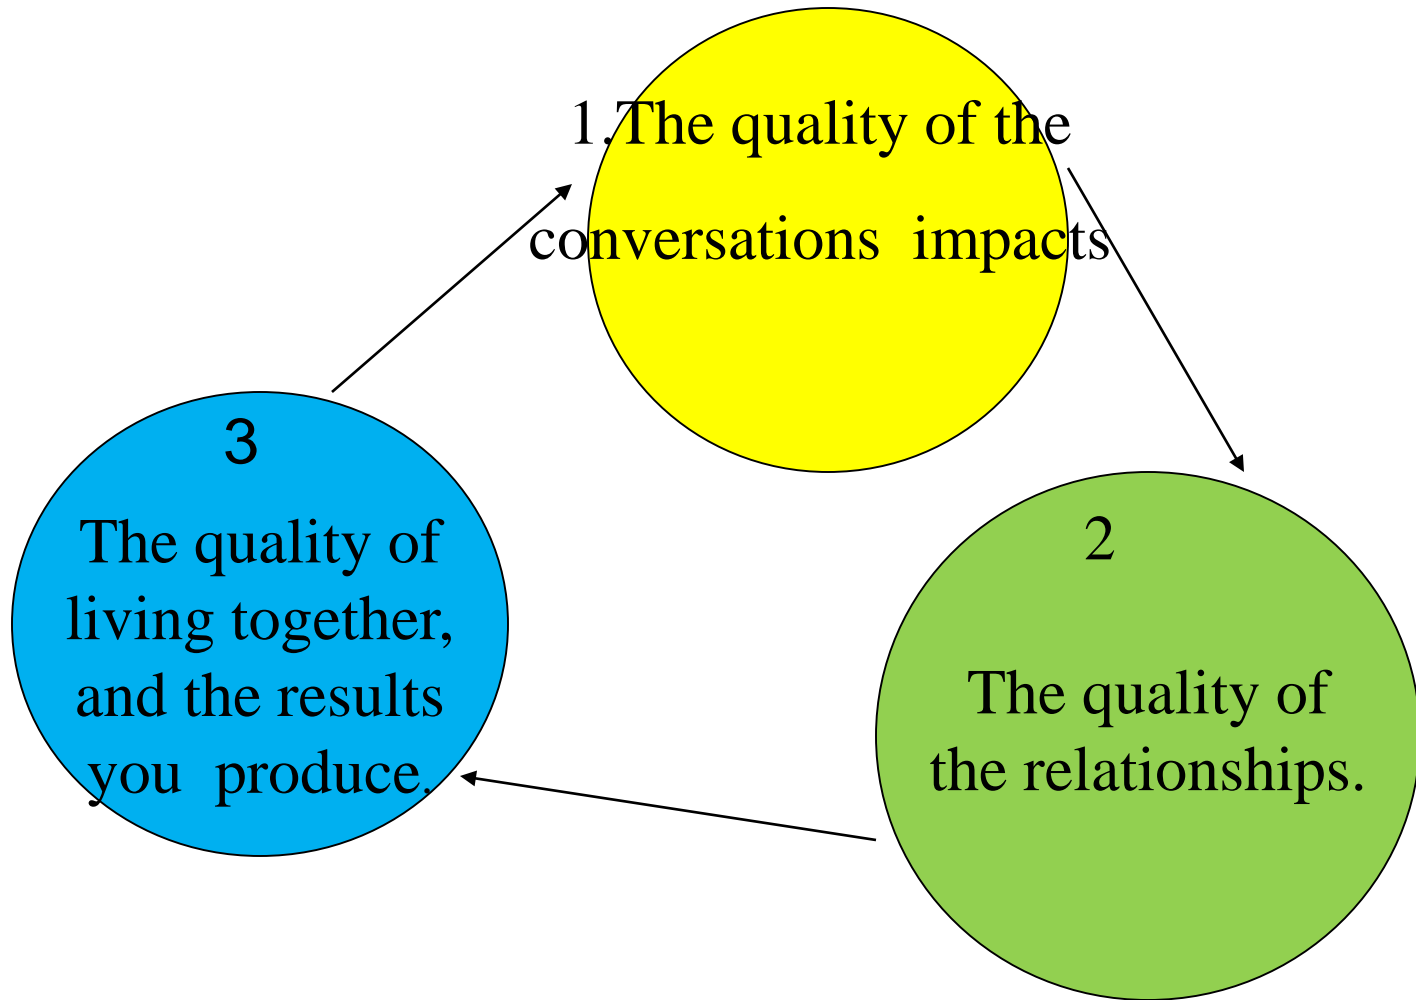 1.The quality of the
conversations  impacts
2
The quality of
the relationships.
3
The quality of
living together,
and the results
you  produce.